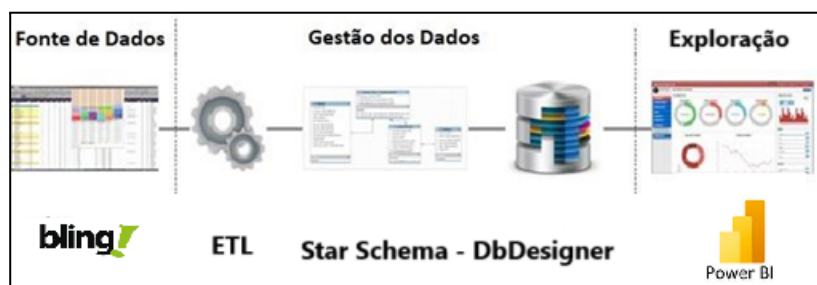 Fonte de Dados
Gestão dos Dados
Exploração
bling!
ETL
Star Schema - DbDesigner
Power BI